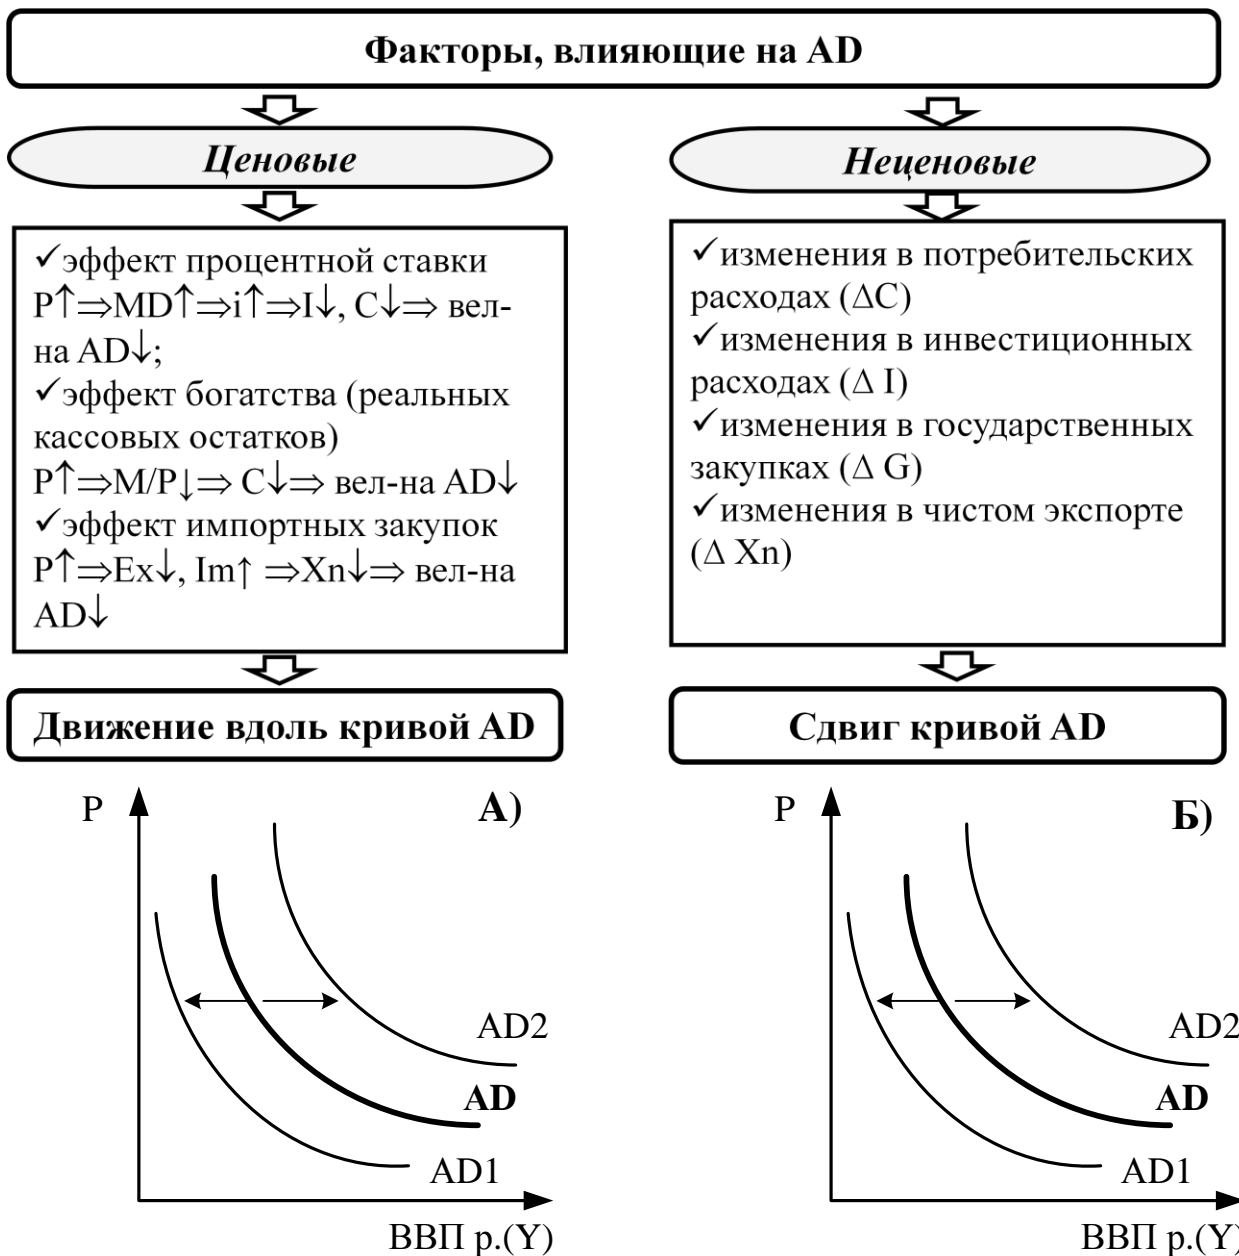 Факторы, влияющие на AD
Ценовые
✓эффект процентной ставки
P↑⇒MD↑⇒i↑⇒I↓, C↓⇒ вел-
на AD↓;
✓эффект богатства (реальных
кассовых остатков)
P↑⇒M/P↓⇒ C↓⇒ вел-на AD↓
✓эффект импортных закупок
P↑⇒Ex↓, Im↑ ⇒Xn↓⇒ вел-на
AD↓
Движение вдоль кривой AD
P
А)
AD2
AD
AD1
ВВП р.(Y)
Неценовые
✓изменения в потребительских
расходах (ΔC)
✓изменения в инвестиционных
расходах (Δ I)
✓изменения в государственных
закупках (Δ G)
✓изменения в чистом экспорте
(Δ Xn)
Сдвиг кривой AD
P
Б)
AD2
AD
AD1
ВВП р.(Y)